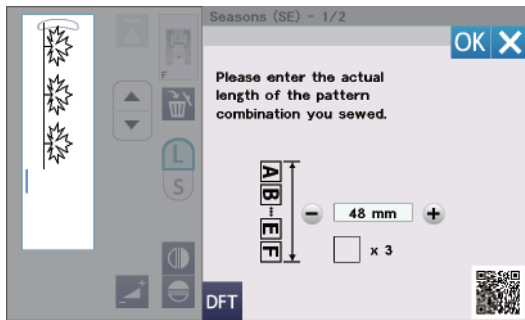 Seasons (SE) - 1/2
OK
F
Please enter the actual
length of the pattern
combination you sewed.
L
S
A
B
E
F
48 mm
x 3
DFT